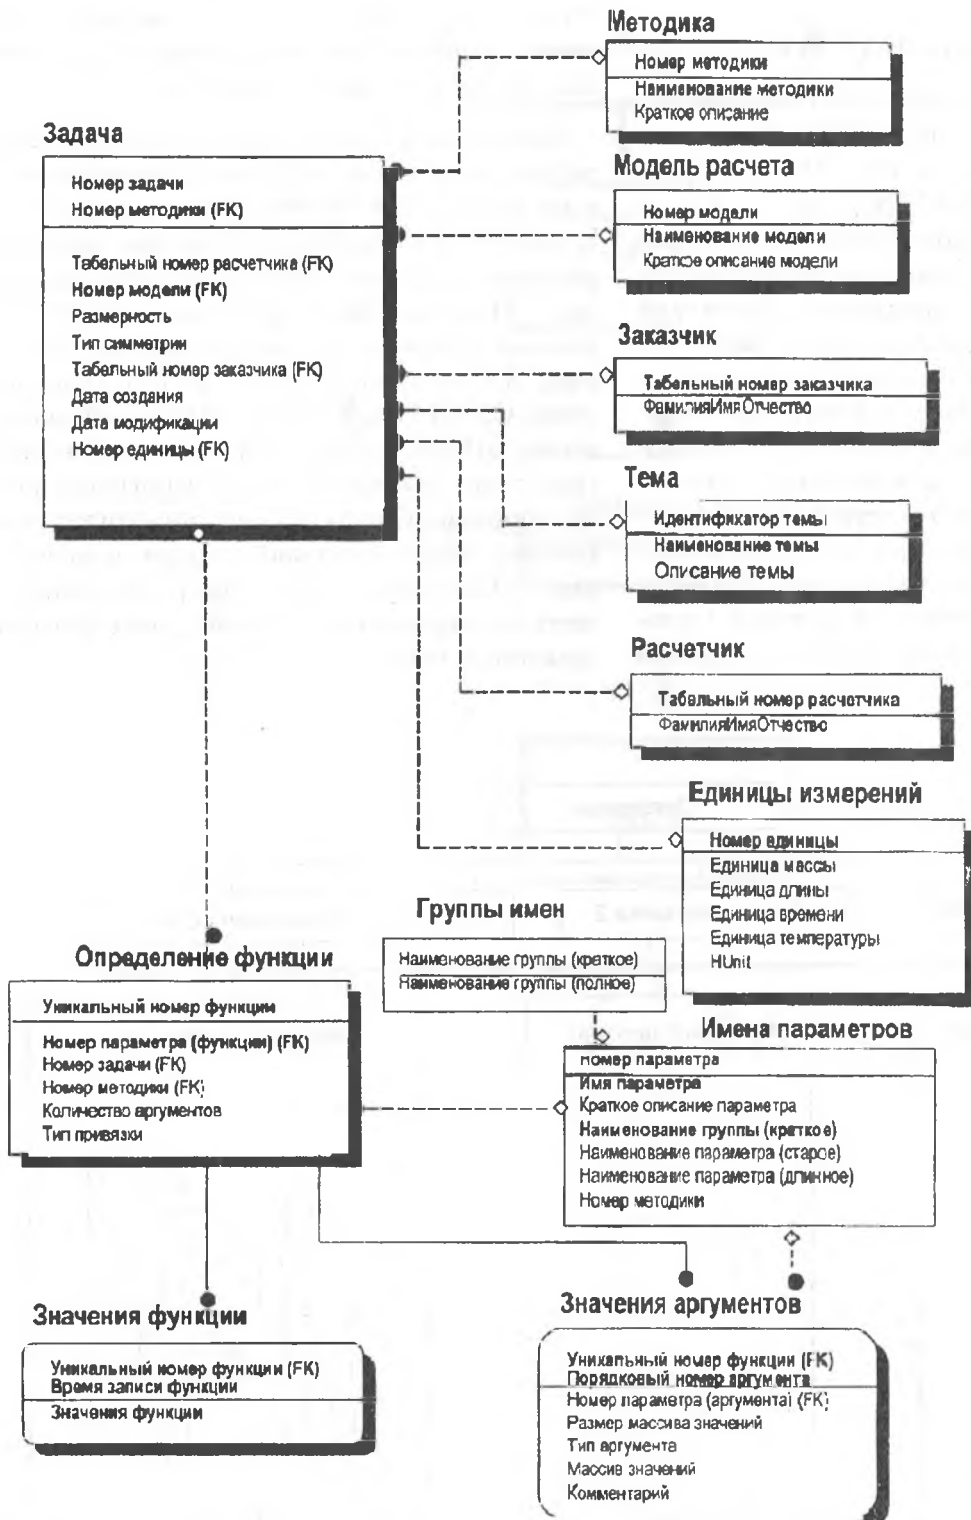 Методика
Номер методики
Наименование методики
Краткое описание
Задача
Номер задачи
Номер методики (FK)
Табельный номер расчетчика (FK)
Номер модели (FK)
Размерность
Тип симметрии
Табельный номер заказчика (FK)
Дата создания
Дата модификации
Номер единицы (FK)
Модель расчета
Номер модели
Наименование модели
Краткое описание модели
Заказчик
Табельный номер заказчика
ФамилияИмяОтчество
Тема
Идентификатор темы
Наименование темы
Описание темы
Расчетчик
Табельный номер расчетчика
ФамилияИмяОтчество
Единицы измерений
Номер единицы
Единица массы
Единица длины
Единица времени
Единица температуры
HUnit
Группы имен
Наименование группы (краткое)
Наименование группы (полное)
Определение функции
Уникальный номер функции
Номер параметра (функции) (FK)
Номер задачи (FK)
Номер методики (FK)
Количество аргументов
Тип привязки
Имена параметров
Номер параметра
Имя параметра
Краткое описание параметра
Наименование группы (краткое)
Наименование параметра (старое)
Наименование параметра (длинное)
Номер методики
Значения функции
Уникальный номер функции (FK)
Время записи функции
Значения функции
Значения аргументов
Уникальный номер функции (FK)
Порядковый номер аргумента
Номер параметра (аргумента) (FK)
Размер массива значений
Тип аргумента
Массив значений
Комментарий